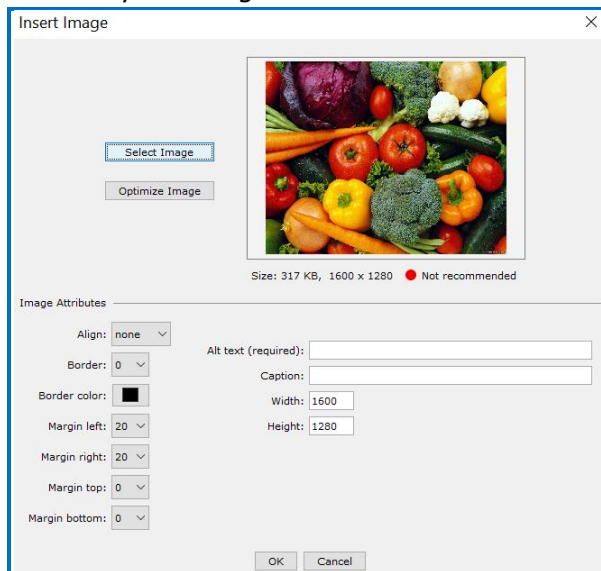 Insert Image
Select Image
Optimize Image
Size: 317 KB, 1600 x 1280 Not recommended
Image Attributes
Align: none
Border: 0
Border color:
Margin left: 20
Margin right: 20
Margin top: 0
Margin bottom: 0
Alt text (required):
Caption:
Width: 1600
Height: 1280
OK Cancel